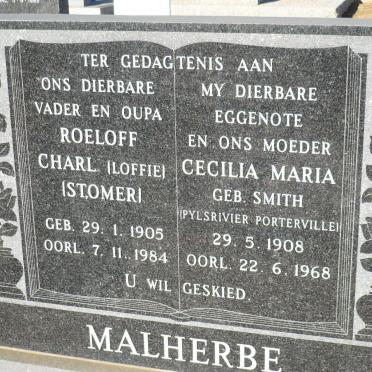 TER GEDAGTENIS AAN
ONS DIERBARE
VADER EN OUPA
ROELOFF
CHARL (LOFFIE)
(STOMER)
GEB. 29. 1. 1905
OORL. 7. 11. 1984
MY DIERBARE
EGGENOTE
EN ONS MOEDER
CECILIA MARIA
GEB. SMITH
(PYLSRIVIER PORTERVILLE)
29. 5. 1908
OORL. 22. 6. 1968
U WIL GESKIED.
MALHERBE